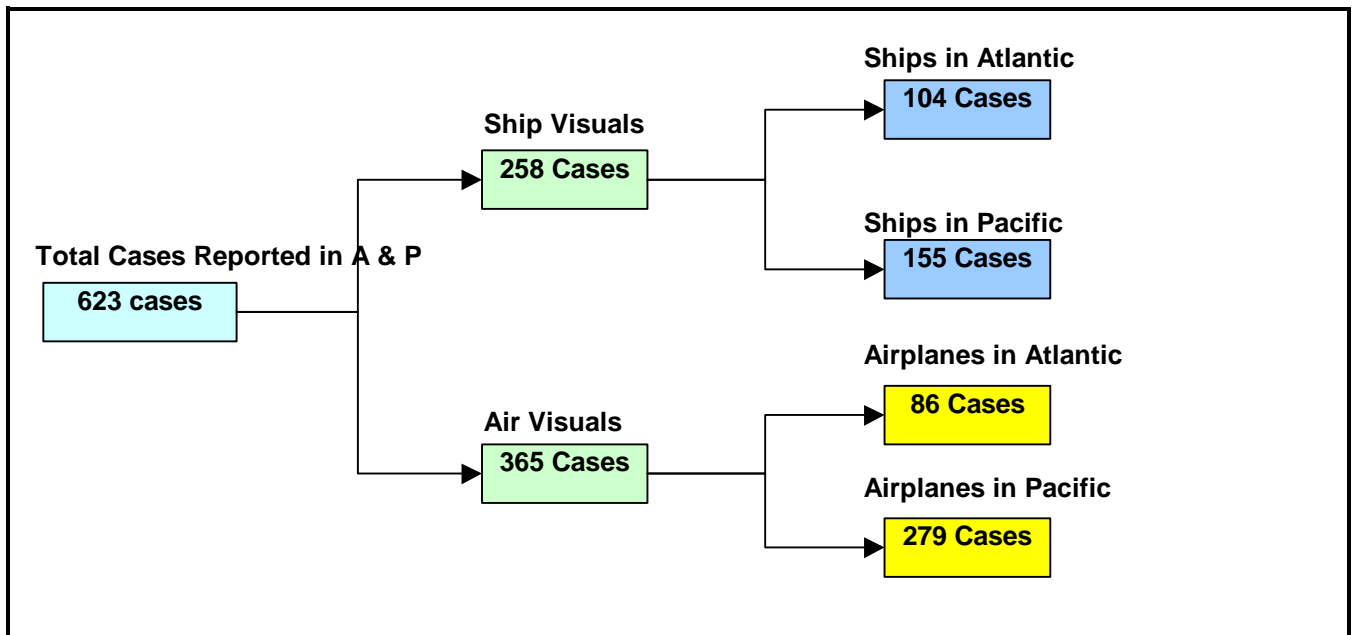 Total Cases Reported in A & P
623 cases
Ship Visuals
258 Cases
Air Visuals
365 Cases
Ships in Atlantic
104 Cases
Ships in Pacific
155 Cases
Airplanes in Atlantic
86 Cases
Airplanes in Pacific
279 Cases